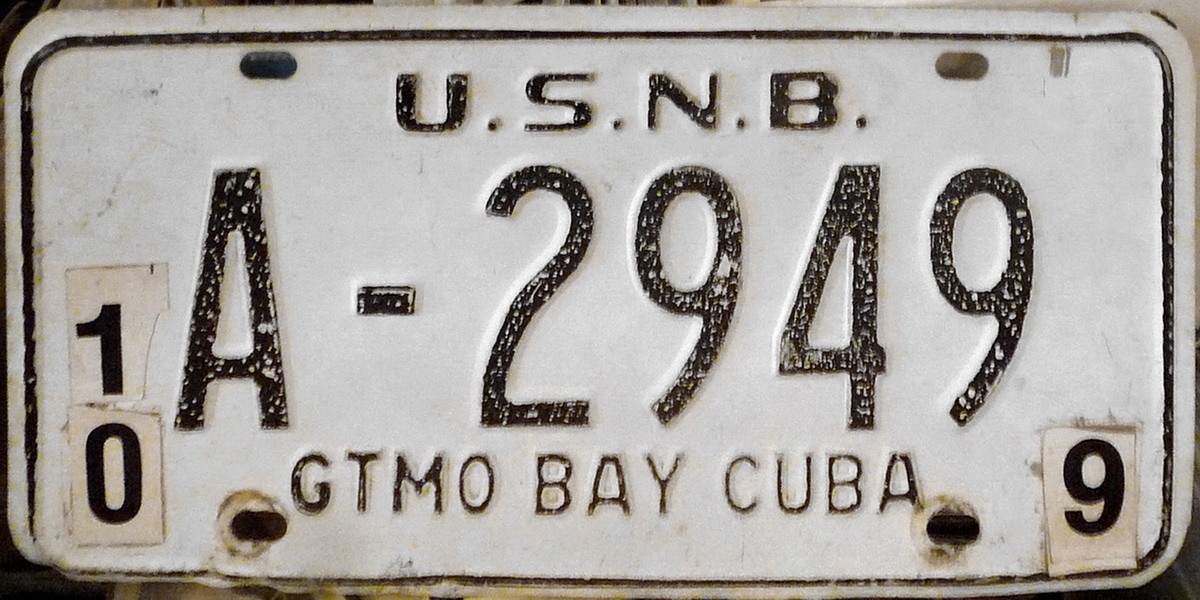 U.S.N.B.
A-2949
1
0
GTMO BAY CUBA
9